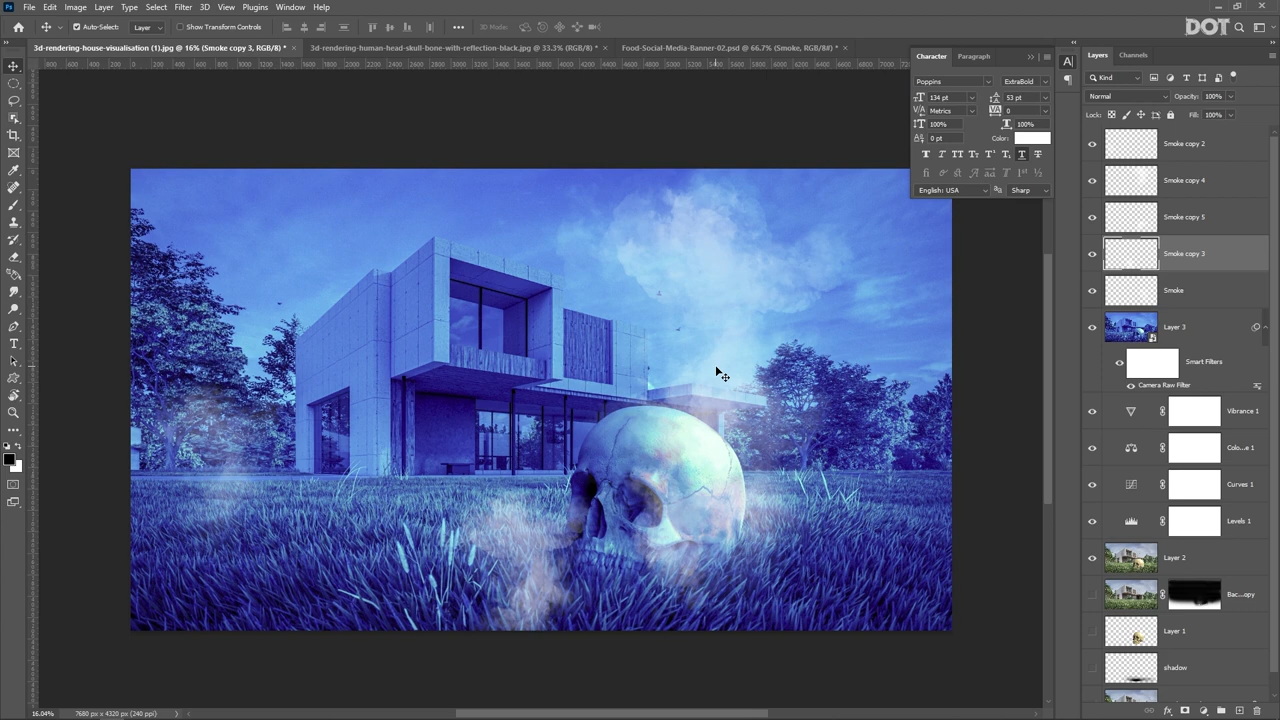 Ps File Edit Image Layer Type Select Filter 3D View Plugins Window Help
Auto-Select: Layer Show Transform Controls 3D Mode: DOT
3d-rendering-house-visualisation (1).jpg @ 16% (Smoke copy 3, RGB/8) * × 3d-rendering-human-head-skull-bone-with-reflection-black.jpg @ 33.3% (RGB/8) * × Food-Social-Media-Banner-02.psd @ 66.7% (Smoke, RGB/8#) * ×
Character Paragraph
Poppins ExtraBold
134 pt 53 pt
Metrics 0
100% 100%
0 pt Color:
English: USA Sharp
Layers Channels
Kind
Normal Opacity: 100%
Lock: Fill: 100%
Smoke copy 2
Smoke copy 4
Smoke copy 5
Smoke copy 3
Smoke
Layer 3
Smart Filters
Camera Raw Filter
Vibrance 1
Colo...e 1
Curves 1
Levels 1
Layer 2
Bac...opy
Layer 1
shadow
16.04% 7680 px x 4320 px (240 ppi)